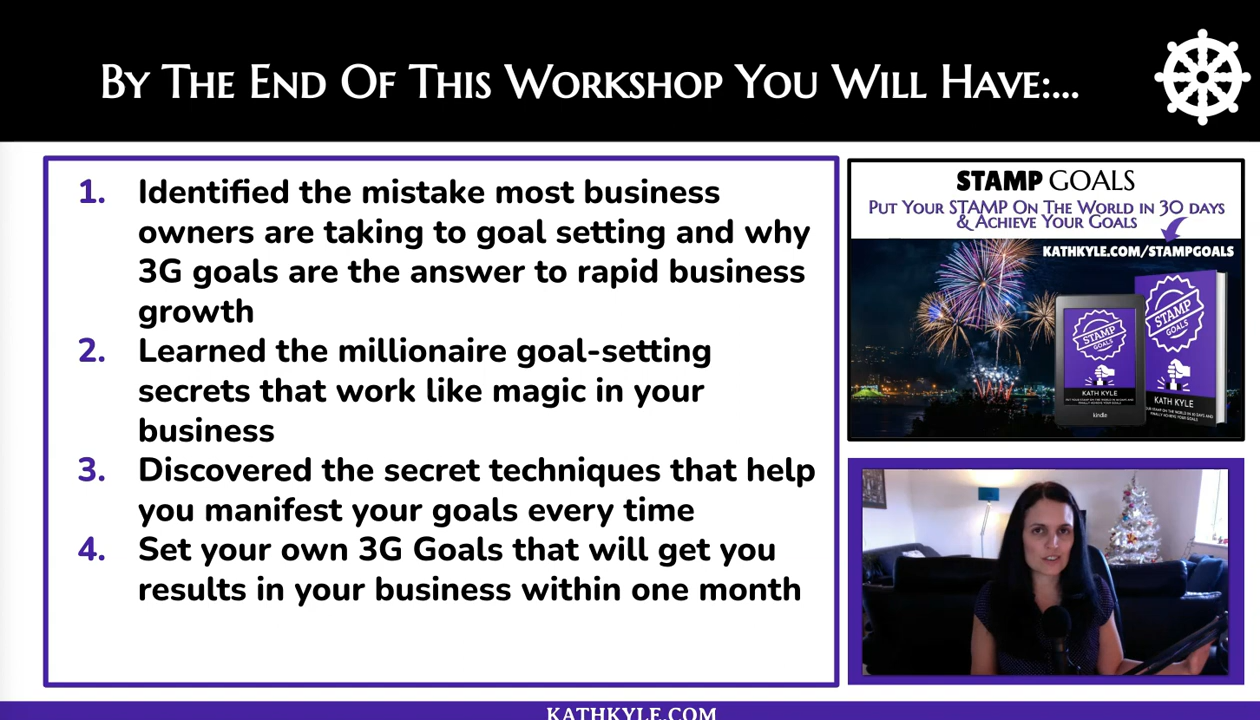 By The End Of This Workshop You Will Have:...
1. Identified the mistake most business
owners are taking to goal setting and why
3G goals are the answer to rapid business
growth
2. Learned the millionaire goal-setting
secrets that work like magic in your
business
3. Discovered the secret techniques that help
you manifest your goals every time
4. Set your own 3G Goals that will get you
results in your business within one month
STAMP GOALS
Put Your STAMP On The World in 30 days
& Achieve Your Goals
KATHKYLE.COM/STAMPGOALS
STAMP
GOALS
KATH KYLE
kindle
STAMP
GOALS
KATH KYLE
KATHKYLE.COM